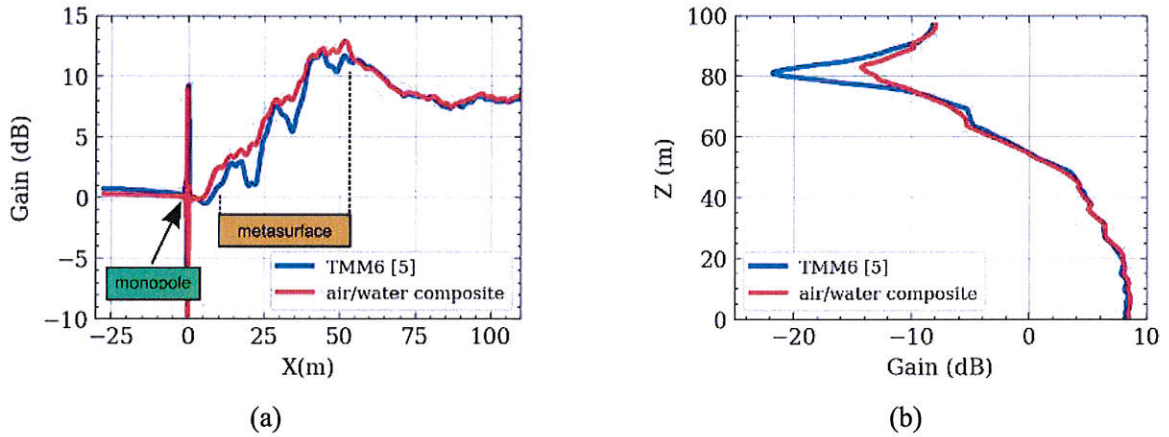 15
10
5
0
−5
−10
Gain (dB)
monopole
metasurface
TMM6 [5]
air/water composite
−25
0
25
50
75
100
X(m)
(a)
100
80
60
40
20
0
Z (m)
TMM6 [5]
air/water composite
−20
−10
0
10
Gain (dB)
(b)